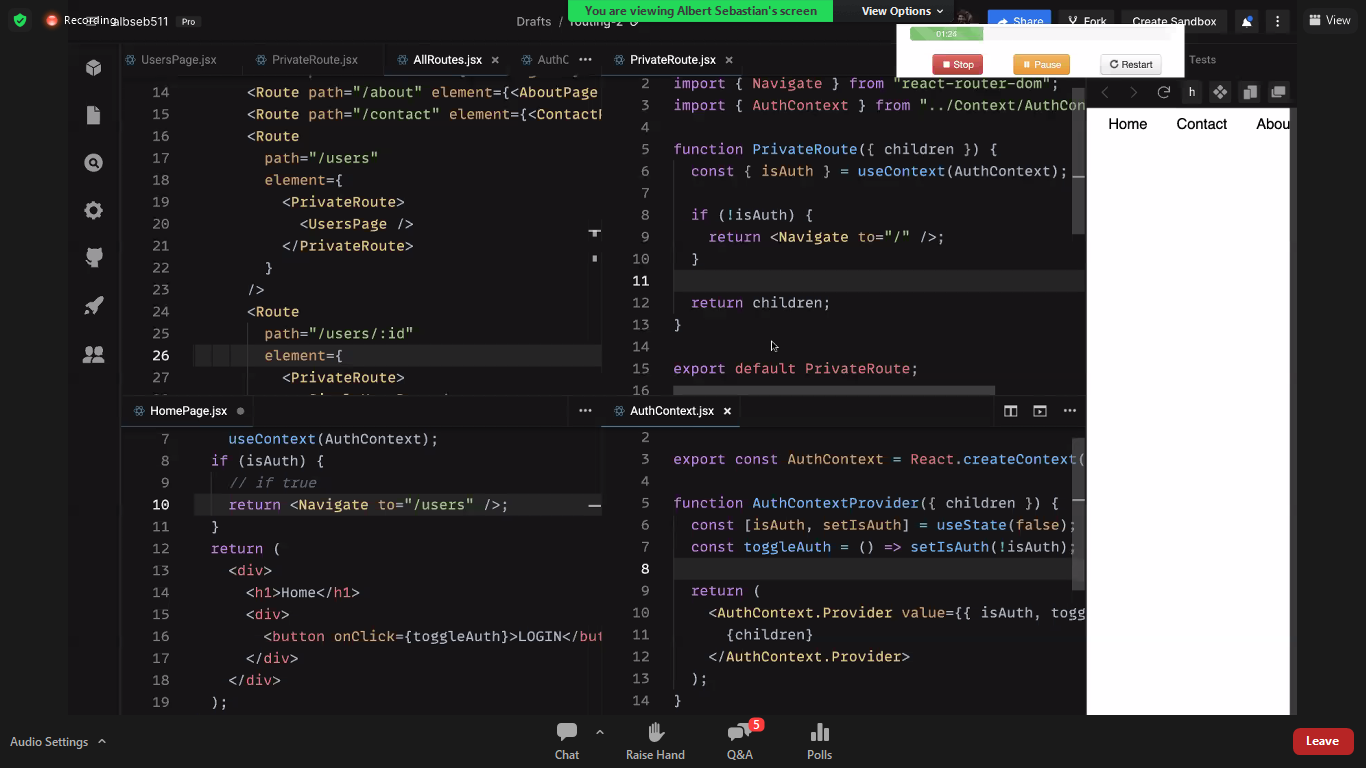 Recording
albseb511
Pro
Drafts /
You are viewing Albert Sebastian's screen
View Options
Share
Fork
Create Sandbox
View
01:24
Stop
Pause
Restart
UsersPage.jsx
PrivateRoute.jsx
AllRoutes.jsx
AuthC
PrivateRoute.jsx
Tests
14 <Route path="/about" element={<AboutPage
15 <Route path="/contact" element={<Contact
16 <Route
17 path="/users"
18 element={
19 <PrivateRoute>
20 <UsersPage />
21 </PrivateRoute>
22 }
23 />
24 <Route
25 path="/users/:id"
26 element={
27 <PrivateRoute>
2 import { Navigate } from "react-router-dom";
3 import { AuthContext } from "../Context/AuthCon
4
5 function PrivateRoute({ children }) {
6 const { isAuth } = useContext(AuthContext);
7
8 if (!isAuth) {
9 return <Navigate to="/" />;
10 }
11
12 return children;
13 }
14
15 export default PrivateRoute;
16
h
Home Contact Abou
HomePage.jsx
7 useContext(AuthContext);
8 if (isAuth) {
9 // if true
10 return <Navigate to="/users" />;
11 }
12 return (
13 <div>
14 <h1>Home</h1>
15 <div>
16 <button onClick={toggleAuth}>LOGIN</but
17 </div>
18 </div>
19 );
AuthContext.jsx
2
3 export const AuthContext = React.createContext(
4
5 function AuthContextProvider({ children }) {
6 const [isAuth, setIsAuth] = useState(false);
7 const toggleAuth = () => setIsAuth(!isAuth);
8
9 return (
10 <AuthContext.Provider value={{ isAuth, togg
11 {children}
12 </AuthContext.Provider>
13 );
14 }
Audio Settings
Chat
Raise Hand
5
Q&A
Polls
Leave